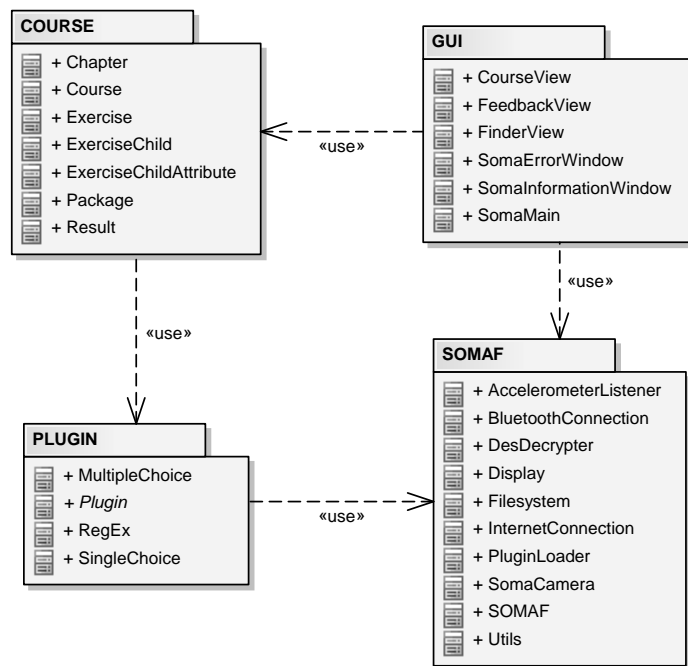 COURSE
+ Chapter
+ Course
+ Exercise
+ ExerciseChild
+ ExerciseChildAttribute
+ Package
+ Result
GUI
+ CourseView
+ FeedbackView
+ FinderView
+ SomaErrorWindow
+ SomaInformationWindow
+ SomaMain
«use»
«use»
«use»
PLUGIN
+ MultipleChoice
+ Plugin
+ RegEx
+ SingleChoice
«use»
SOMAF
+ AccelerometerListener
+ BluetoothConnection
+ DesDecrypter
+ Display
+ Filesystem
+ InternetConnection
+ PluginLoader
+ SomaCamera
+ SOMAF
+ Utils